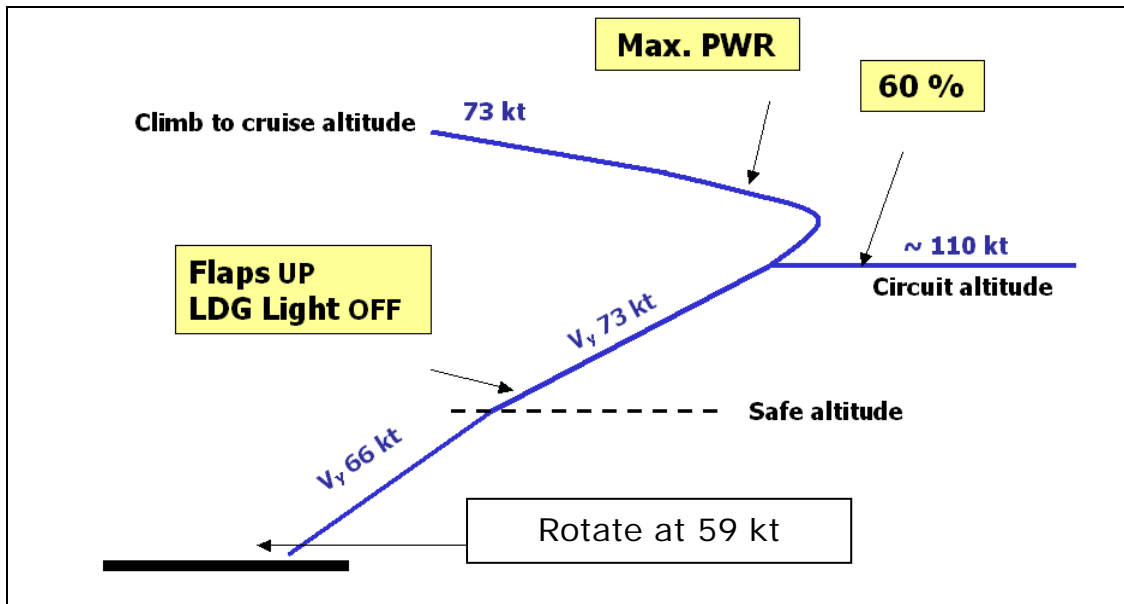 Max. PWR
60 %
73 kt
Climb to cruise altitude
~ 110 kt
Circuit altitude
Flaps UP
LDG Light OFF
Vy 73 kt
Safe altitude
Vy 66 kt
Rotate at 59 kt